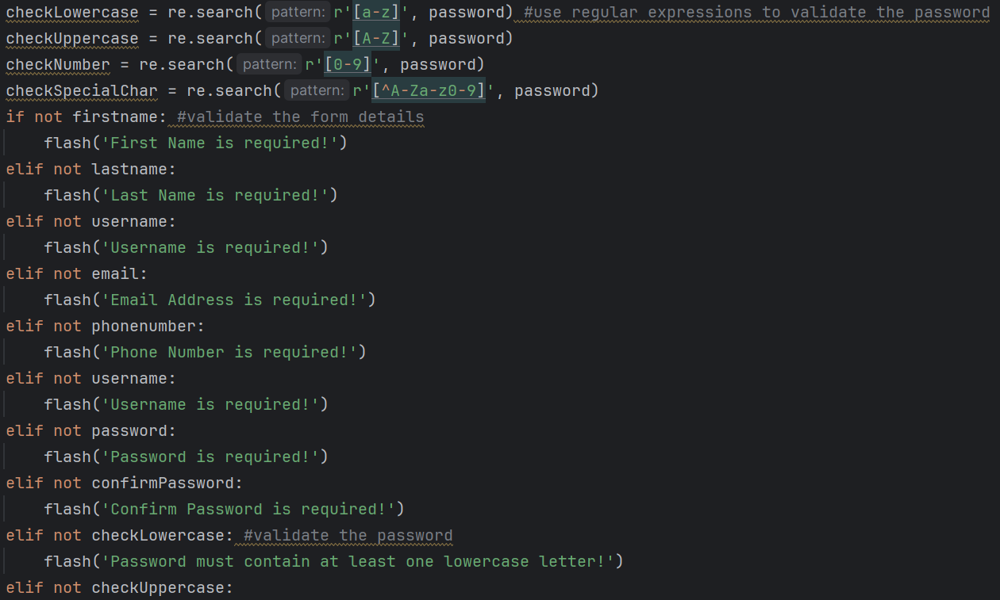 checkLowercase = re.search( pattern: r'[a-z]', password) #use regular expressions to validate the password
checkUppercase = re.search( pattern: r'[A-Z]', password)
checkNumber = re.search( pattern: r'[0-9]', password)
checkSpecialChar = re.search( pattern: r'[^A-Za-z0-9]', password)
if not firstname: #validate the form details
    flash('First Name is required!')
elif not lastname:
    flash('Last Name is required!')
elif not username:
    flash('Username is required!')
elif not email:
    flash('Email Address is required!')
elif not phonenumber:
    flash('Phone Number is required!')
elif not username:
    flash('Username is required!')
elif not password:
    flash('Password is required!')
elif not confirmPassword:
    flash('Confirm Password is required!')
elif not checkLowercase: #validate the password
    flash('Password must contain at least one lowercase letter!')
elif not checkUppercase: